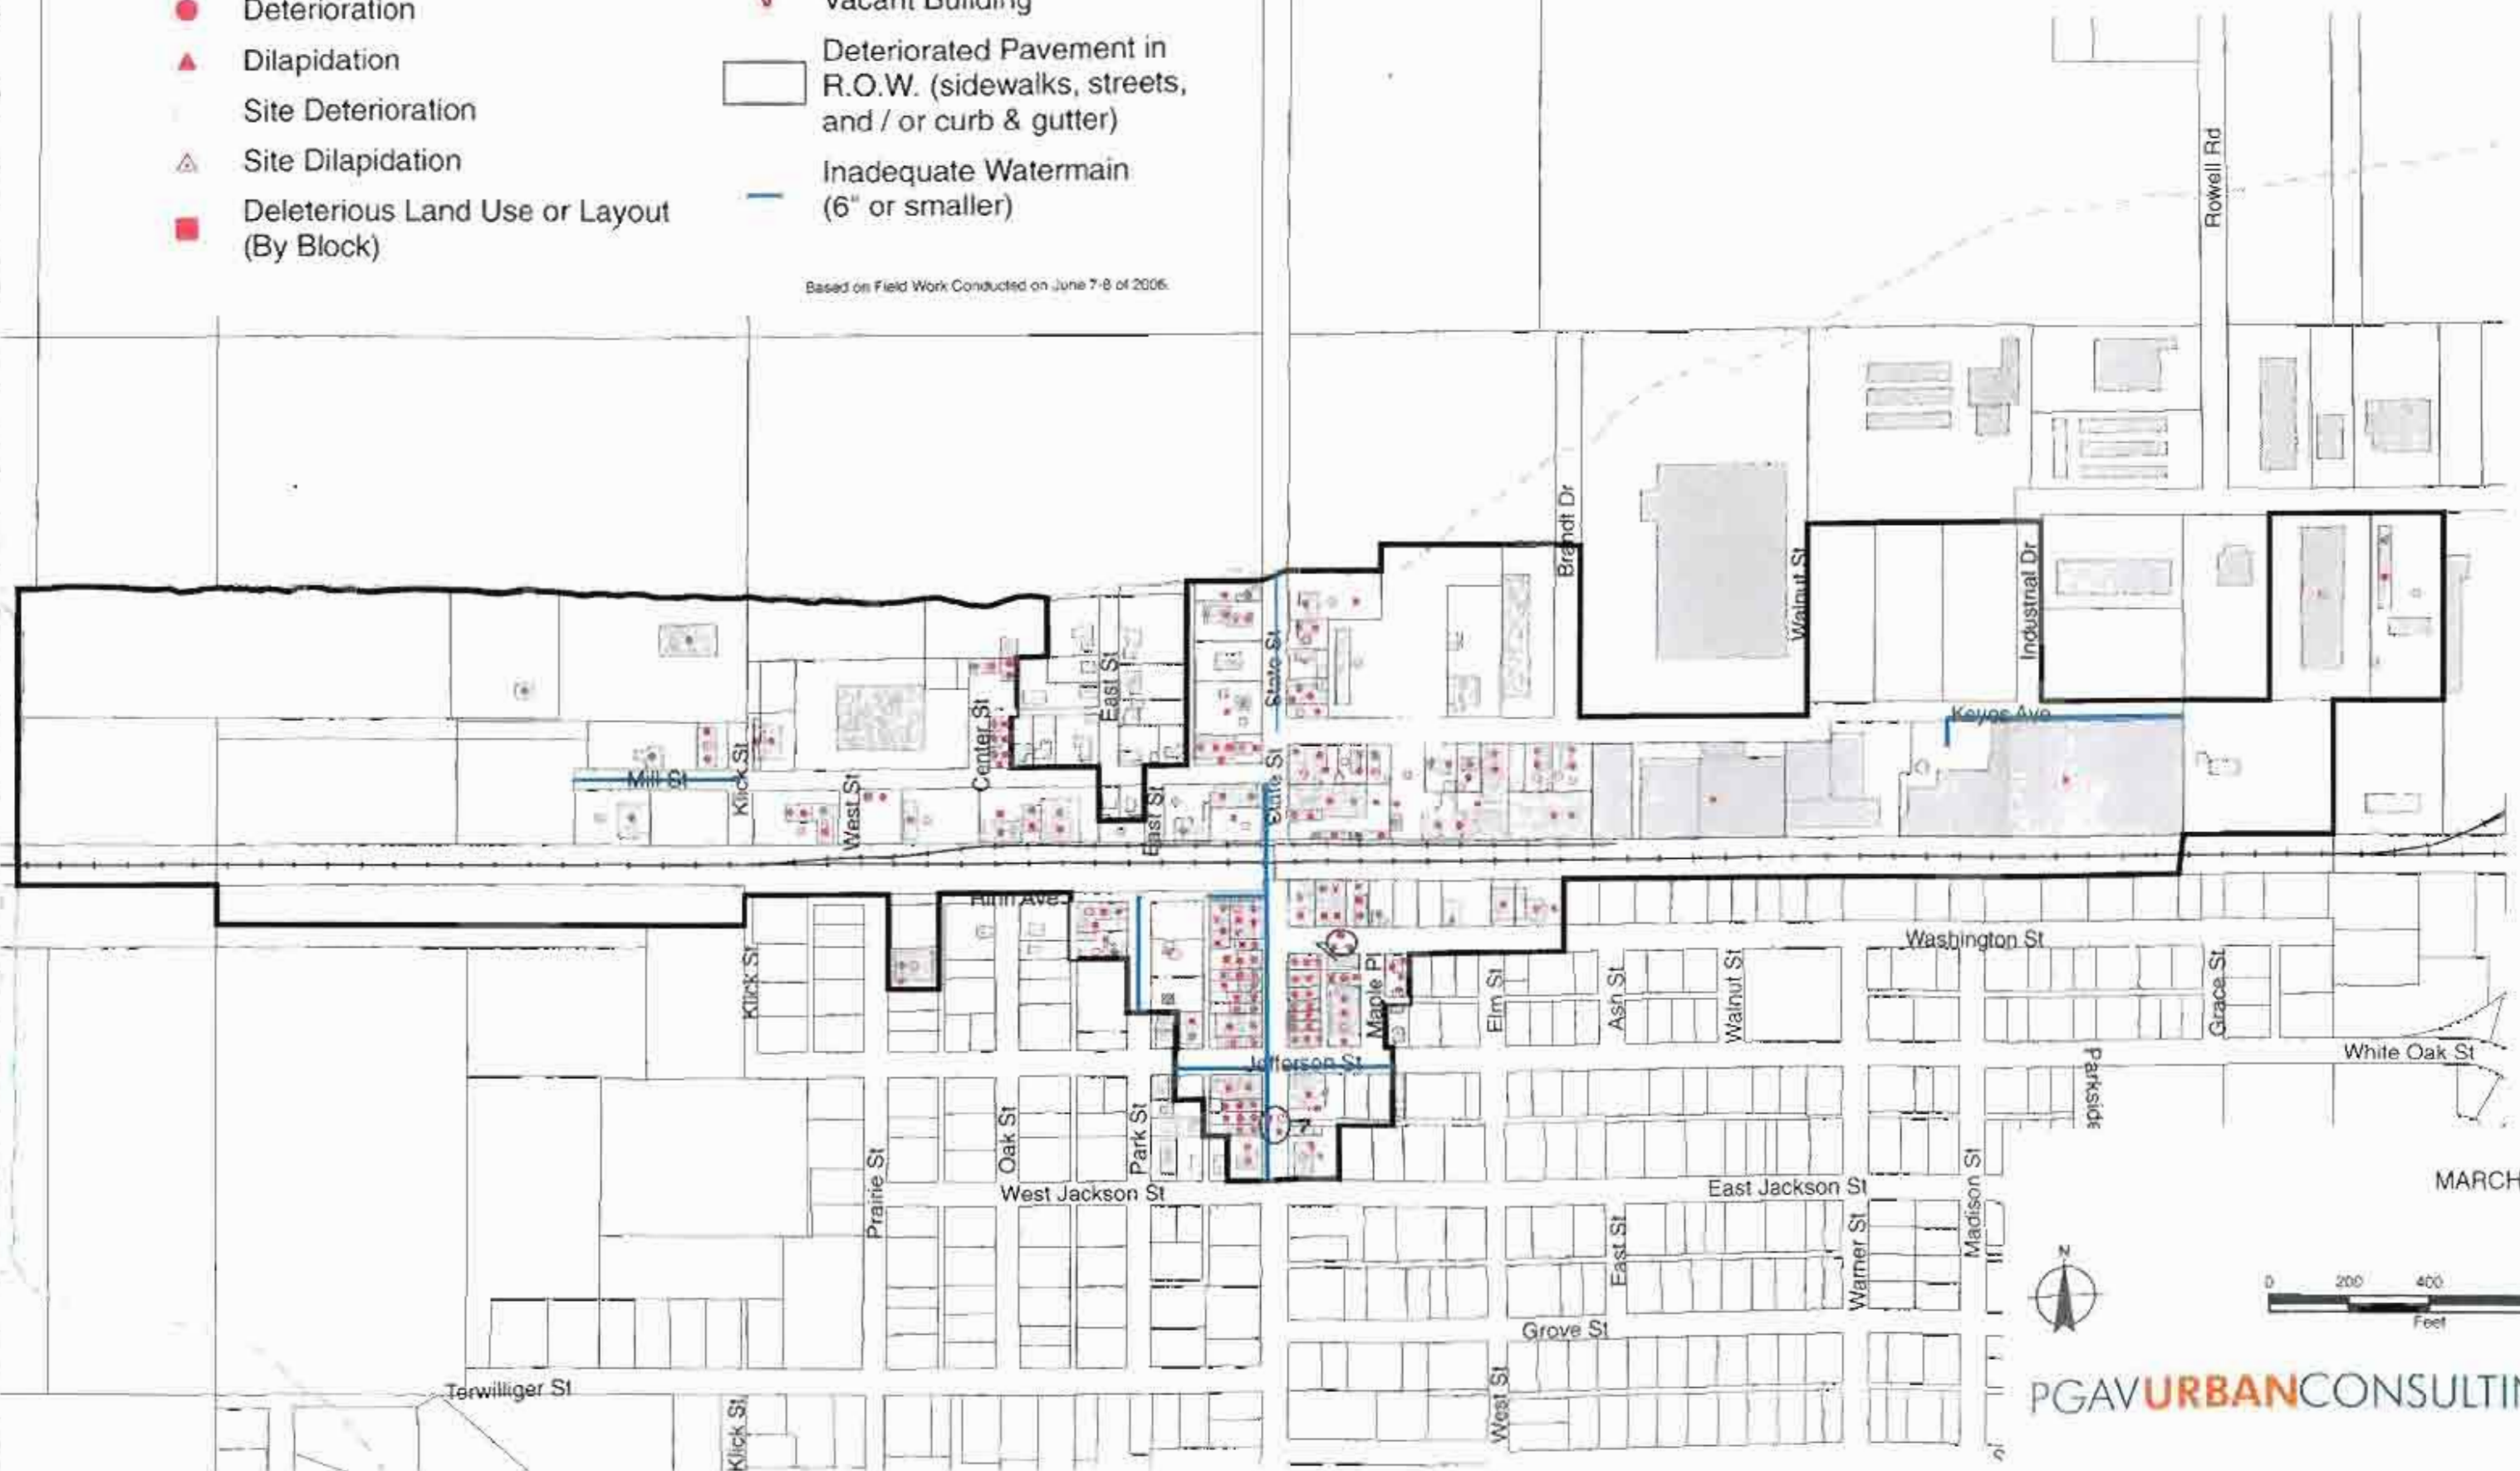 Deterioration
Dilapidation
Site Deterioration
Site Dilapidation
Deleterious Land Use or Layout
(By Block)
Vacant Building
Deteriorated Pavement in
R.O.W. (sidewalks, streets,
and / or curb & gutter)
Inadequate Watermain
(6" or smaller)
Based on Field Work Conducted on June 7-8 of 2006.
Rowell Rd
Brandt Dr
Walnut St
Industrial Dr
East St
State St
Center St
Keyes Ave
Klick St
Mill St
West St
State St
East St
Rinn Ave
Washington St
Klick St
Maple Pl
Elm St
Ash St
Walnut St
Grace St
Jefferson St
White Oak St
Parkside
Oak St
Park St
Prairie St
West Jackson St
East Jackson St
Madison St
MARCH
East St
Warner St
N
0 200 400
Feet
Grove St
Terwilliger St
West St
Klick St
PGAVURBANCONSULTIN